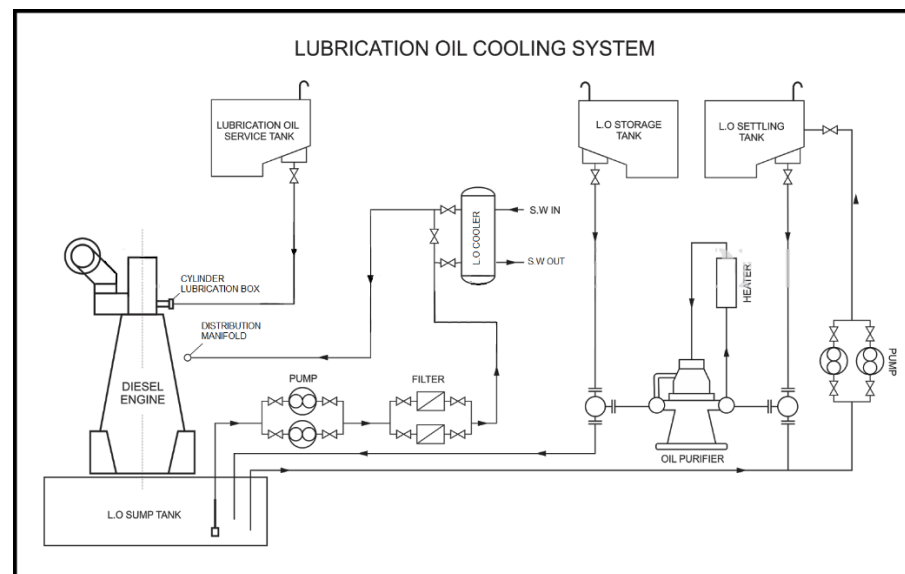 LUBRICATION OIL COOLING SYSTEM
LUBRICATION OIL
SERVICE TANK
L.O STORAGE
TANK
L.O SETTLING
TANK
L.O COOLER
S.W IN
S.W OUT
HEATER
CYLINDER
LUBRICATION BOX
DISTRIBUTION
MANIFOLD
DIESEL
ENGINE
PUMP
FILTER
PUMP
OIL PURIFIER
L.O SUMP TANK